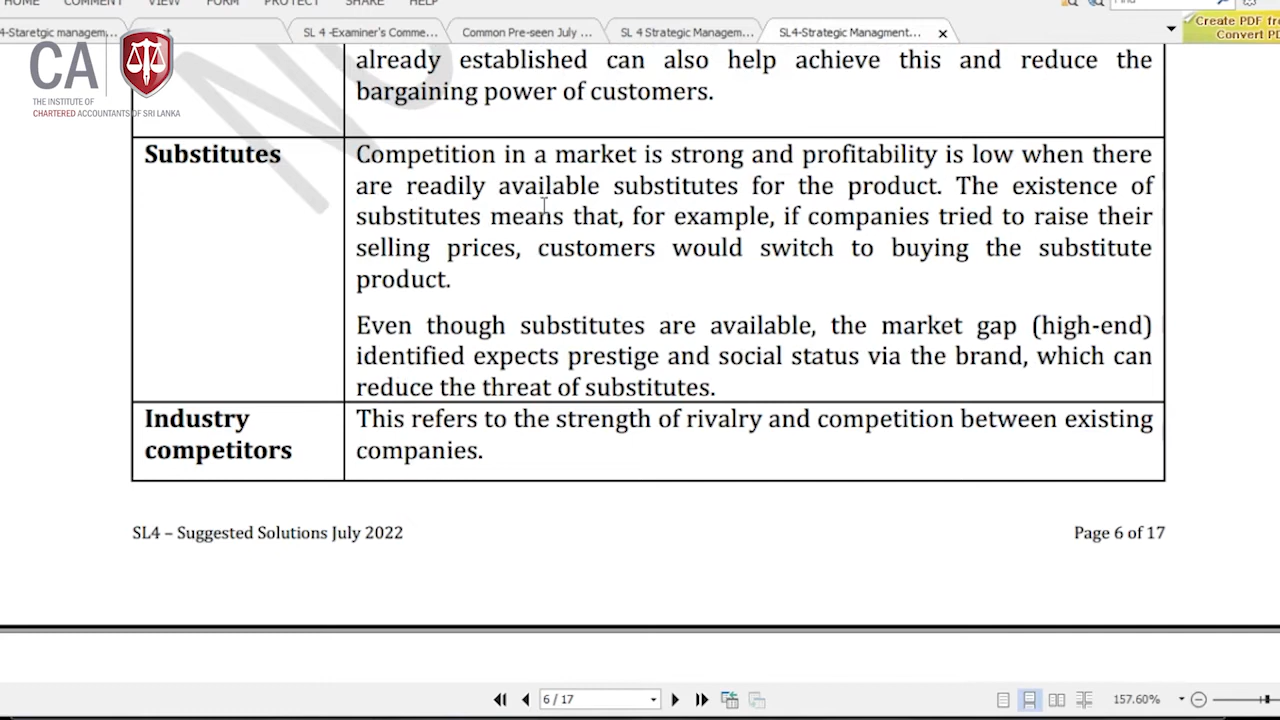 HOME COMMENT VIEW FORM PROTECT SHARE HELP
4-Staretgic managem... SL 4 -Examiner's Comme... Common Pre-seen July ... SL 4 Strategic Managem... SL4-Strategic Managment... x
Create PDF
Convert
CA
THE INSTITUTE OF
CHARTERED ACCOUNTANTS OF SRI LANKA
already established can also help achieve this and reduce the
bargaining power of customers.
Substitutes
Competition in a market is strong and profitability is low when there
are readily available substitutes for the product. The existence of
substitutes means that, for example, if companies tried to raise their
selling prices, customers would switch to buying the substitute
product.
Even though substitutes are available, the market gap (high-end)
identified expects prestige and social status via the brand, which can
reduce the threat of substitutes.
Industry
competitors
This refers to the strength of rivalry and competition between existing
companies.
SL4 – Suggested Solutions July 2022 Page 6 of 17
6 / 17 157.60%